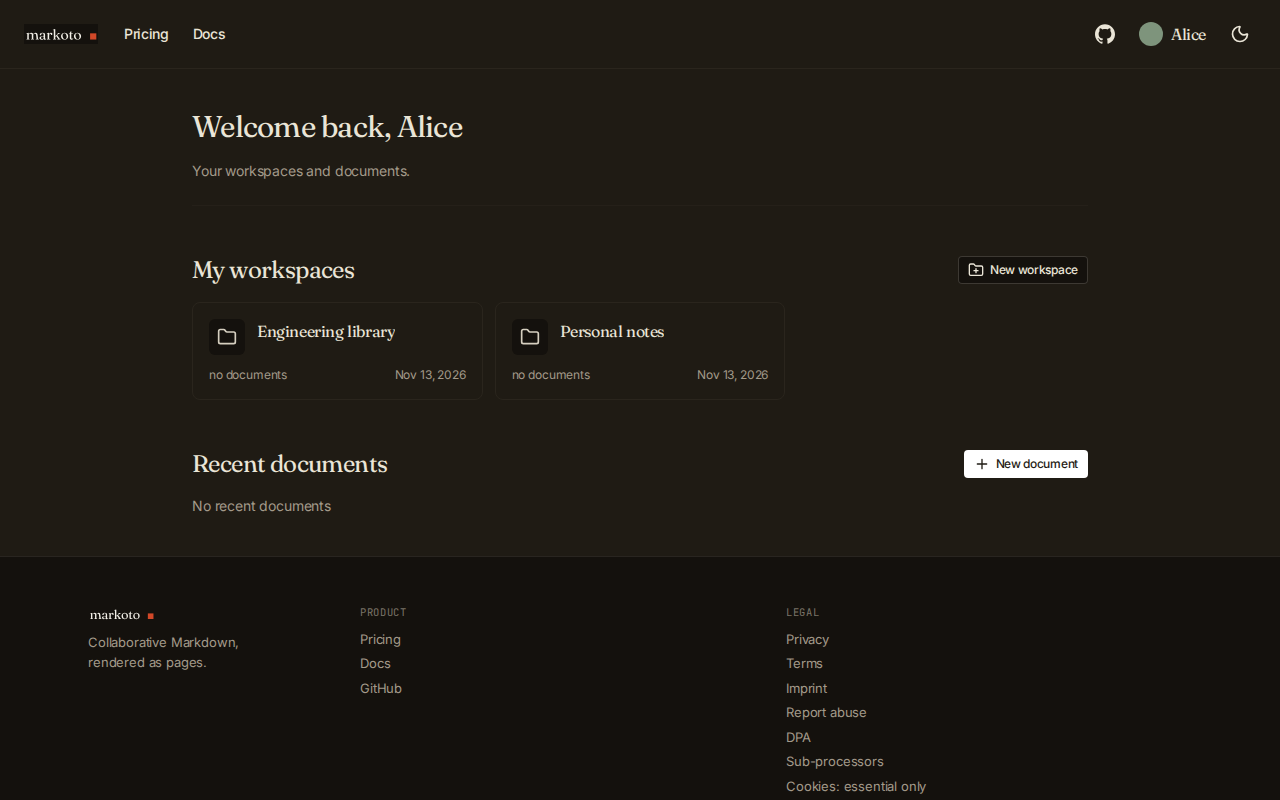 markoto
Pricing
Docs
Alice
Welcome back, Alice
Your workspaces and documents.
My workspaces
New workspace
Engineering library
no documents
Nov 13, 2026
Personal notes
no documents
Nov 13, 2026
Recent documents
New document
No recent documents
markoto
Collaborative Markdown,
rendered as pages.
PRODUCT
Pricing
Docs
GitHub
LEGAL
Privacy
Terms
Imprint
Report abuse
DPA
Sub-processors
Cookies: essential only